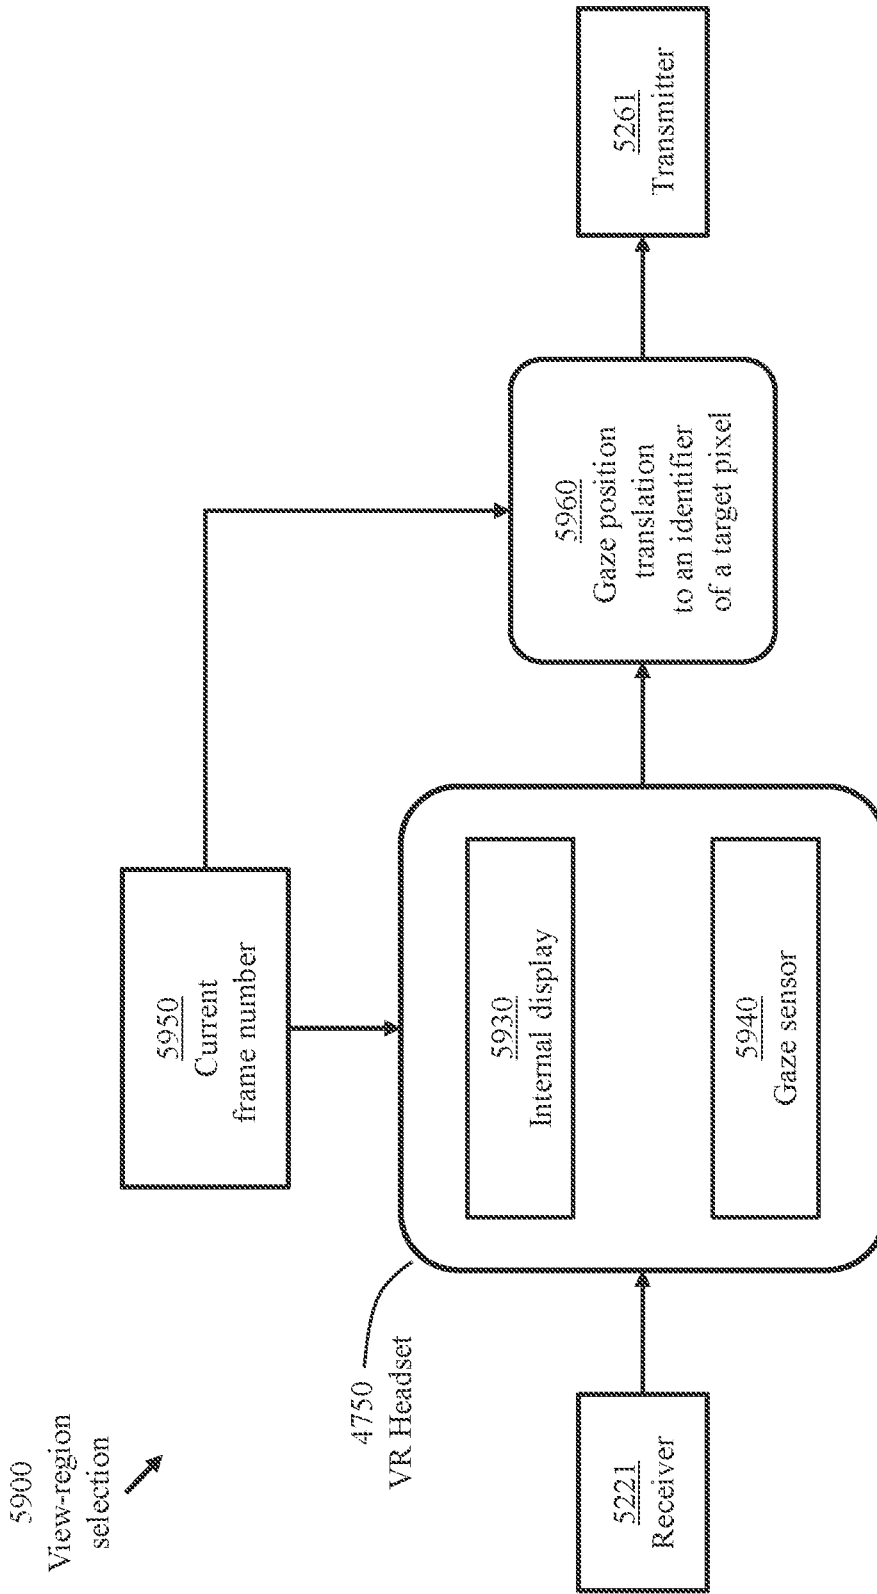 5900
View-region
selection
5950
Current
frame number
4750
VR Headset
5221
Receiver
5930
Internal display
5940
Gaze sensor
5960
Gaze position
translation
to an identifier
of a target pixel
5261
Transmitter